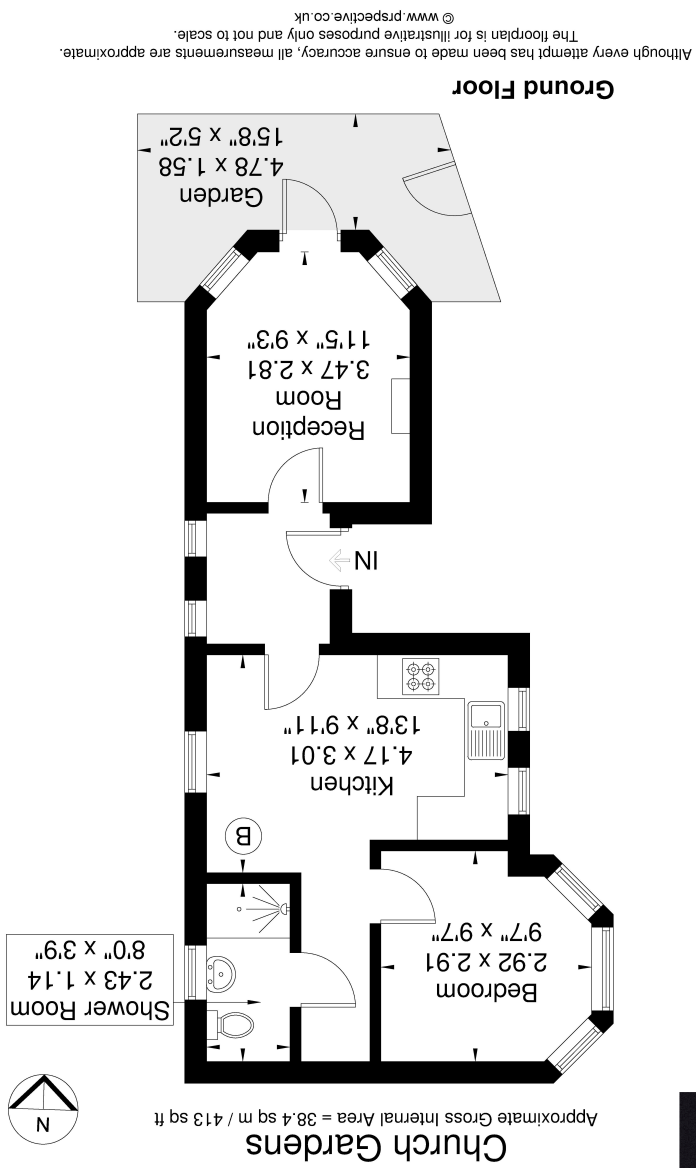 Church Gardens
Approximate Gross Internal Area = 38.4 sq m / 413 sq ft
N
Bedroom
2.92 x 2.91
9'7" x 9'7"
Shower Room
2.43 x 1.14
8'0" x 3'9"
B
Kitchen
4.17 x 3.01
13'8" x 9'11"
IN
Reception
Room
3.47 x 2.81
11'5" x 9'3"
Garden
4.78 x 1.58
15'8" x 5'2"
Ground Floor
Although every attempt has been made to ensure accuracy, all measurements are approximate.
The floorplan is for illustrative purposes only and not to scale.
© www.prspective.co.uk